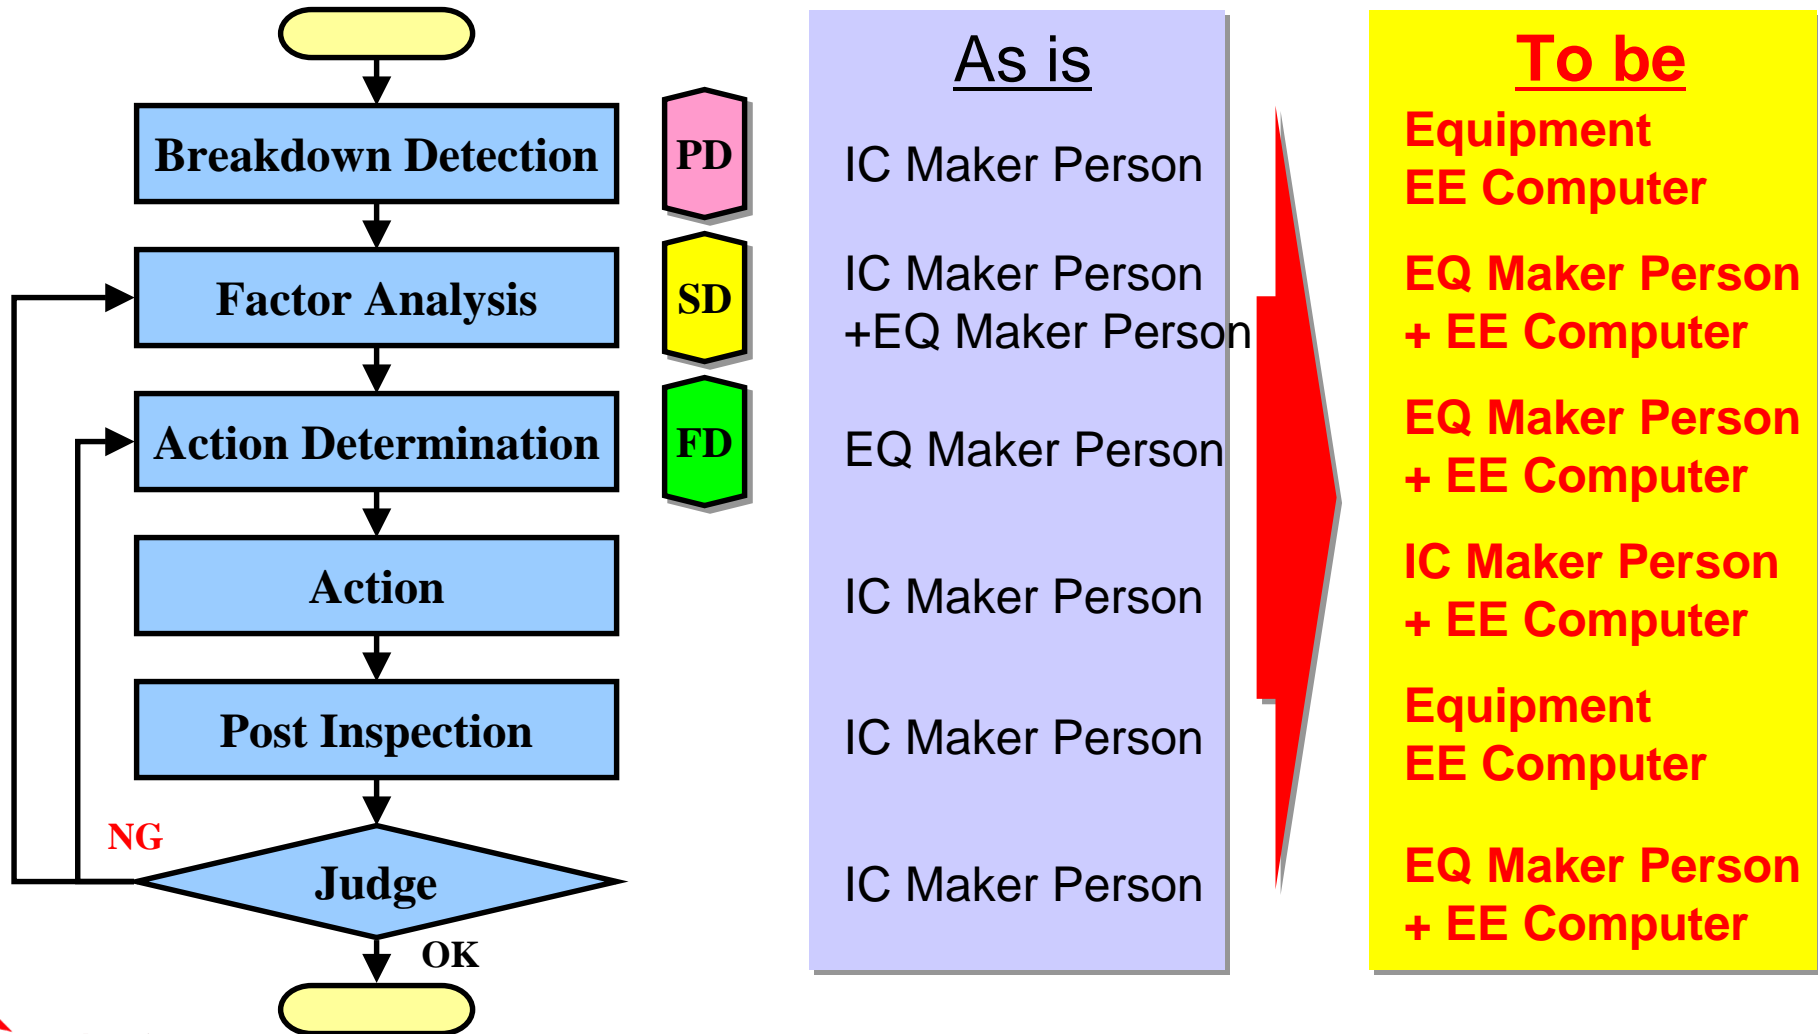 Breakdown Detection
Factor Analysis
Action Determination
Action
Post Inspection
NG
Judge
OK
PD
SD
FD
As is
IC Maker Person
IC Maker Person
+EQ Maker Person
EQ Maker Person
IC Maker Person
IC Maker Person
IC Maker Person
To be
Equipment
EE Computer
EQ Maker Person
+ EE Computer
EQ Maker Person
+ EE Computer
IC Maker Person
+ EE Computer
Equipment
EE Computer
EQ Maker Person
+ EE Computer